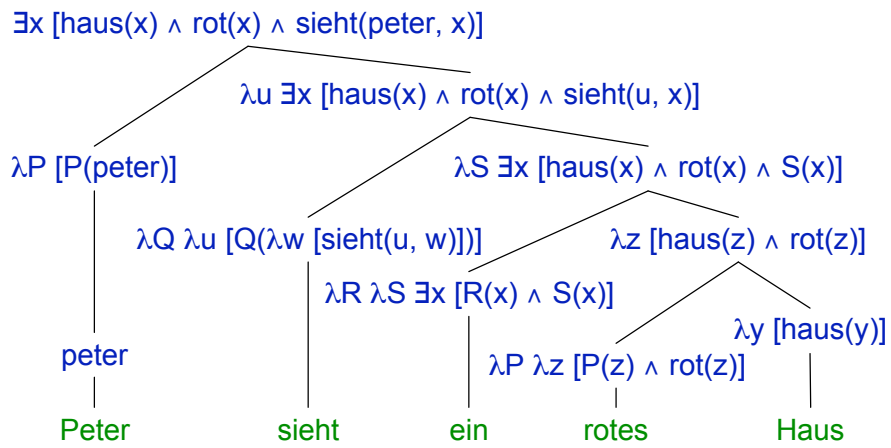 ∃x [haus(x) ∧ rot(x) ∧ sieht(peter, x)]
λu ∃x [haus(x) ∧ rot(x) ∧ sieht(u, x)]
λP [P(peter)]
λS ∃x [haus(x) ∧ rot(x) ∧ S(x)]
λQ λu [Q(λw [sieht(u, w)])]
λz [haus(z) ∧ rot(z)]
λR λS ∃x [R(x) ∧ S(x)]
λy [haus(y)]
peter
λP λz [P(z) ∧ rot(z)]
Peter sieht ein rotes Haus